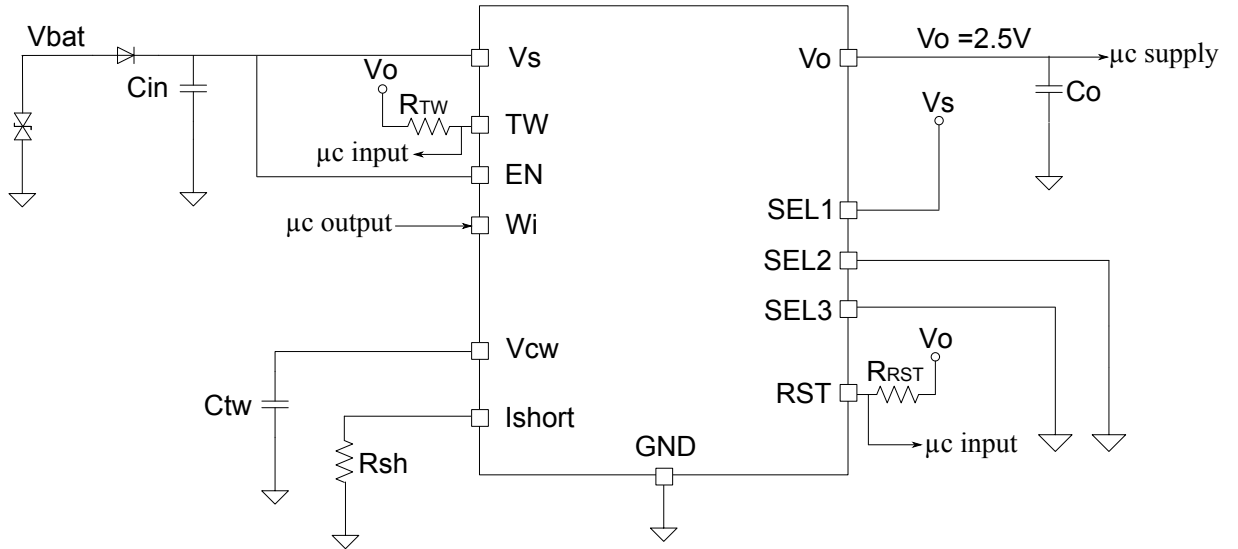 Vbat
Cin
Vs
Vo
RTW
TW
µc input
EN
µc output
Wi
Vcw
Ctw
Ishort
Rsh
GND
Vo
Vo =2.5V
µc supply
Co
Vs
SEL1
SEL2
SEL3
Vo
RRST
RST
µc input